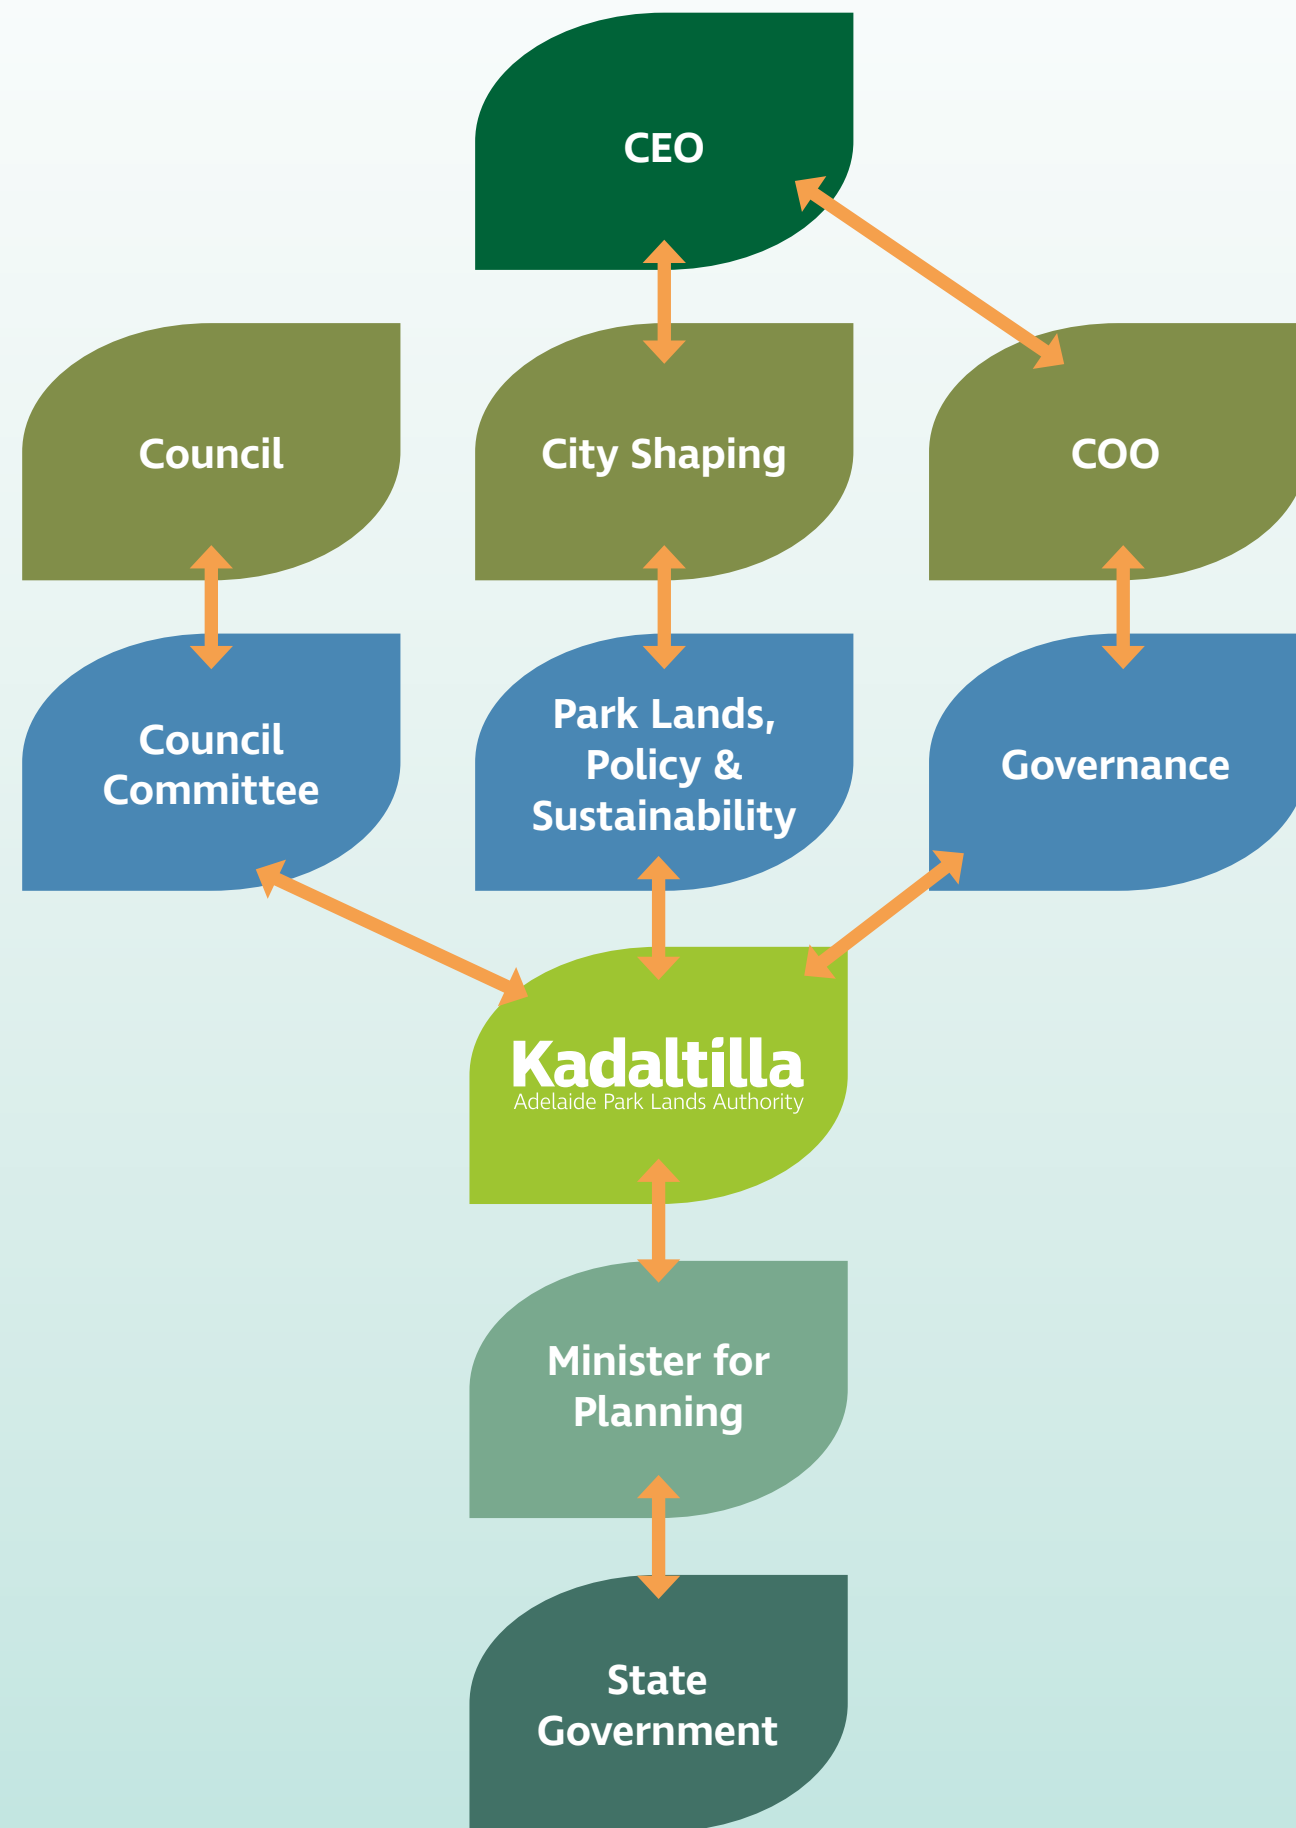 CEO
Council
City Shaping
COO
Council
Committee
Park Lands,
Policy &
Sustainability
Governance
Kadaltilla
Adelaide Park Lands Authority
Minister for
Planning
State
Government